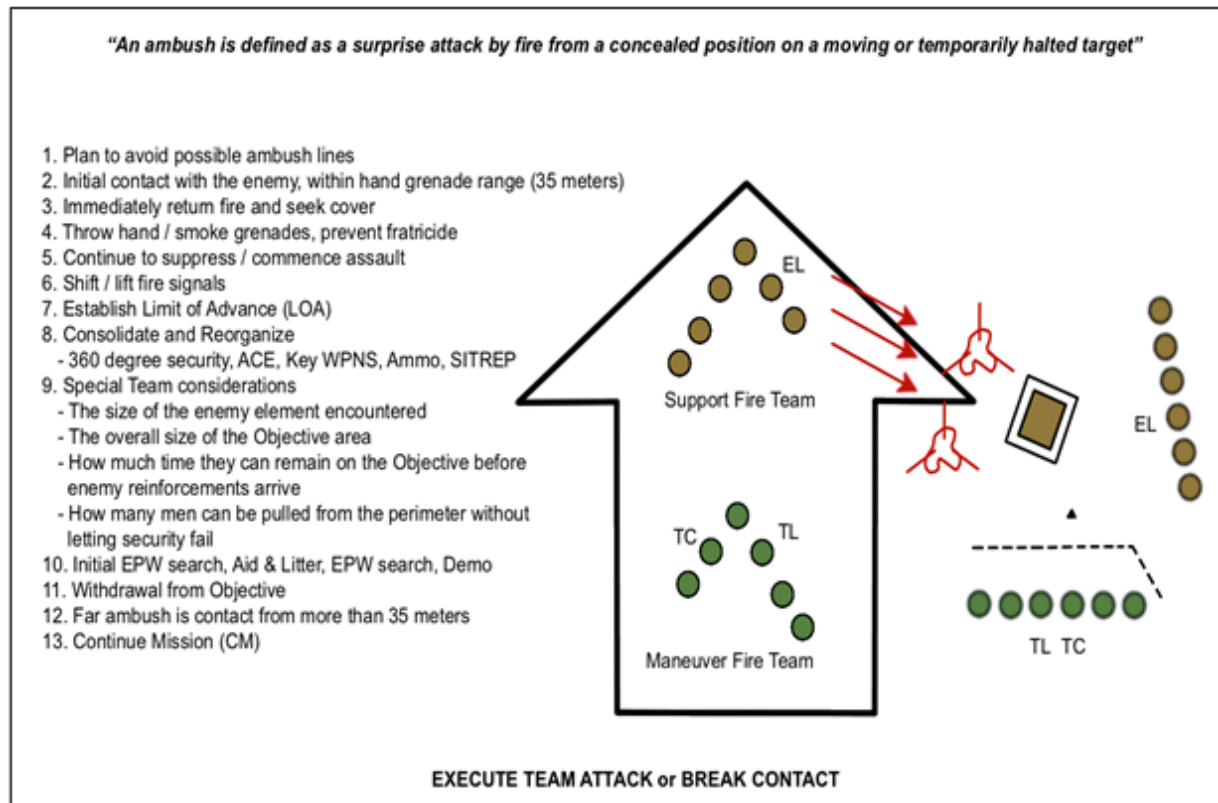 “An ambush is defined as a surprise attack by fire from a concealed position on a moving or temporarily halted target”
1. Plan to avoid possible ambush lines
2. Initial contact with the enemy, within hand grenade range (35 meters)
3. Immediately return fire and seek cover
4. Throw hand / smoke grenades, prevent fratricide
5. Continue to suppress / commence assault
6. Shift / lift fire signals
7. Establish Limit of Advance (LOA)
8. Consolidate and Reorganize
- 360 degree security, ACE, Key WPNS, Ammo, SITREP
9. Special Team considerations
- The size of the enemy element encountered
- The overall size of the Objective area
- How much time they can remain on the Objective before
enemy reinforcements arrive
- How many men can be pulled from the perimeter without
letting security fail
10. Initial EPW search, Aid & Litter, EPW search, Demo
11. Withdrawal from Objective
12. Far ambush is contact from more than 35 meters
13. Continue Mission (CM)
EL
Support Fire Team
TC
TL
Maneuver Fire Team
EL
TL TC
EXECUTE TEAM ATTACK or BREAK CONTACT